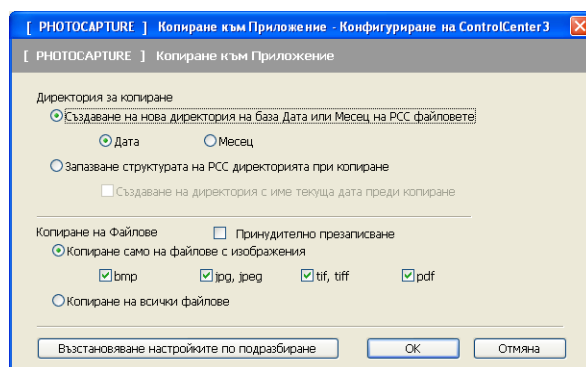 [ PHOTOCAPTURE ] Копиране към Приложение - Конфигуриране на ControlCenter3
[ PHOTOCAPTURE ] Копиране към Приложение
Директория за копиране
Създаване на нова директория на база Дата или Месец на PCC файловете
Дата Месец
Запазване структурата на PCC директорията при копиране
Създаване на директория с име текуща дата преди копиране
Копиране на Файлове Принудително презаписване
Копиране само на файлове с изображения
bmp jpg, jpeg tif, tiff pdf
Копиране на всички файлове
Възстановяване настройките по подразбиране OK Отмяна